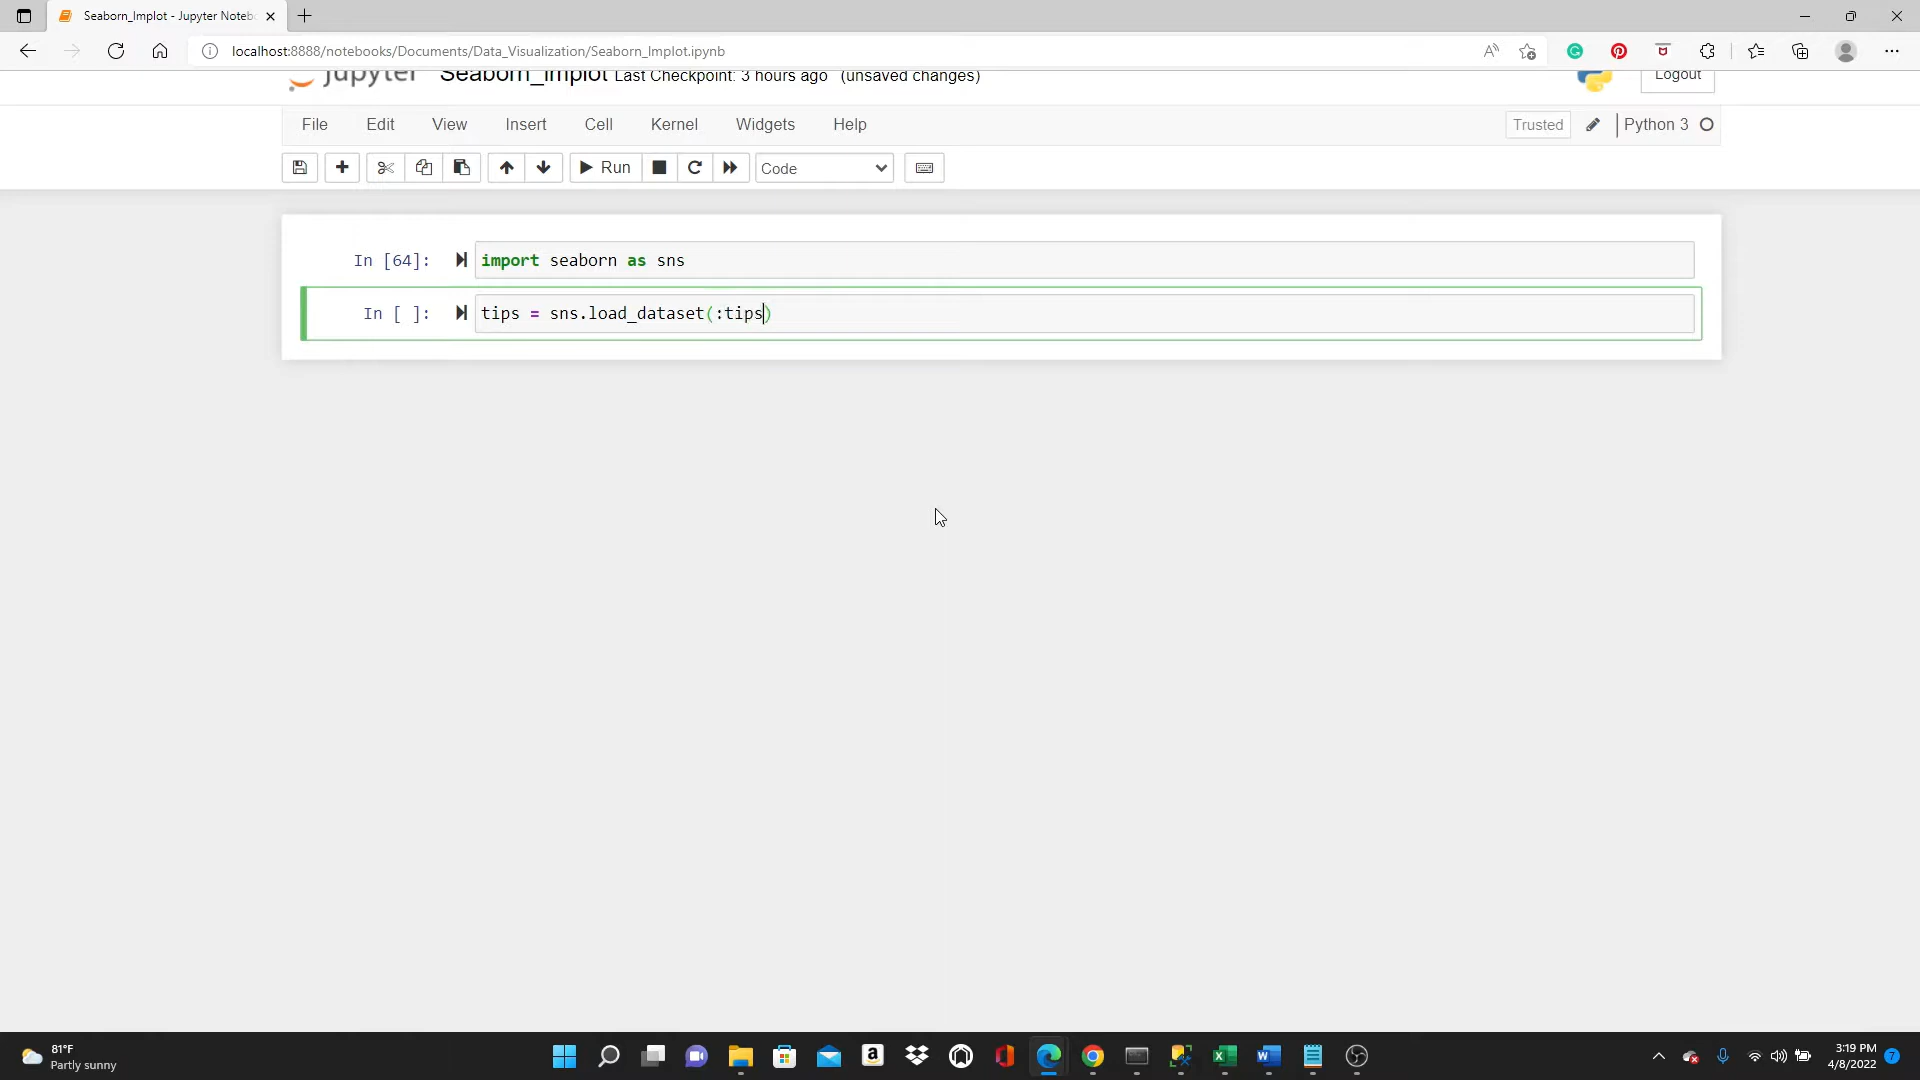 Seaborn_lmplot - Jupyter Noteb
localhost:8888/notebooks/Documents/Data_Visualization/Seaborn_lmplot.ipynb
jupyter Seaborn_lmplot Last Checkpoint: 3 hours ago (unsaved changes)
Logout
File Edit View Insert Cell Kernel Widgets Help
Trusted Python 3
Run Code
In [64]: import seaborn as sns
In [ ]: tips = sns.load_dataset(:tips)
81°F
Partly sunny
3:19 PM
4/8/2022
7